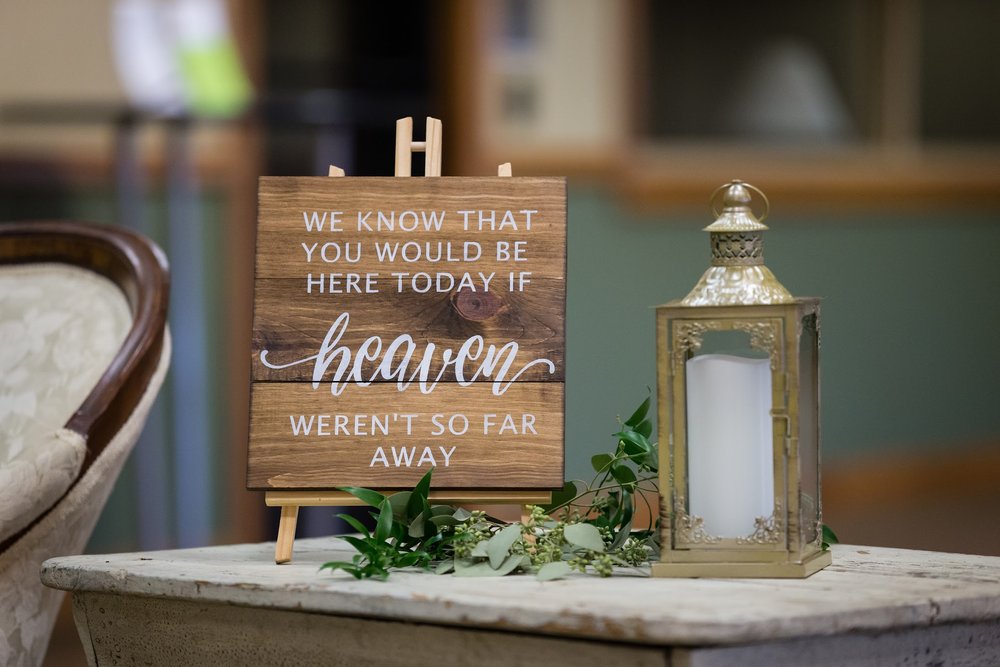 WE KNOW THAT
YOU WOULD BE
HERE TODAY IF
heaven
WEREN'T SO FAR
AWAY